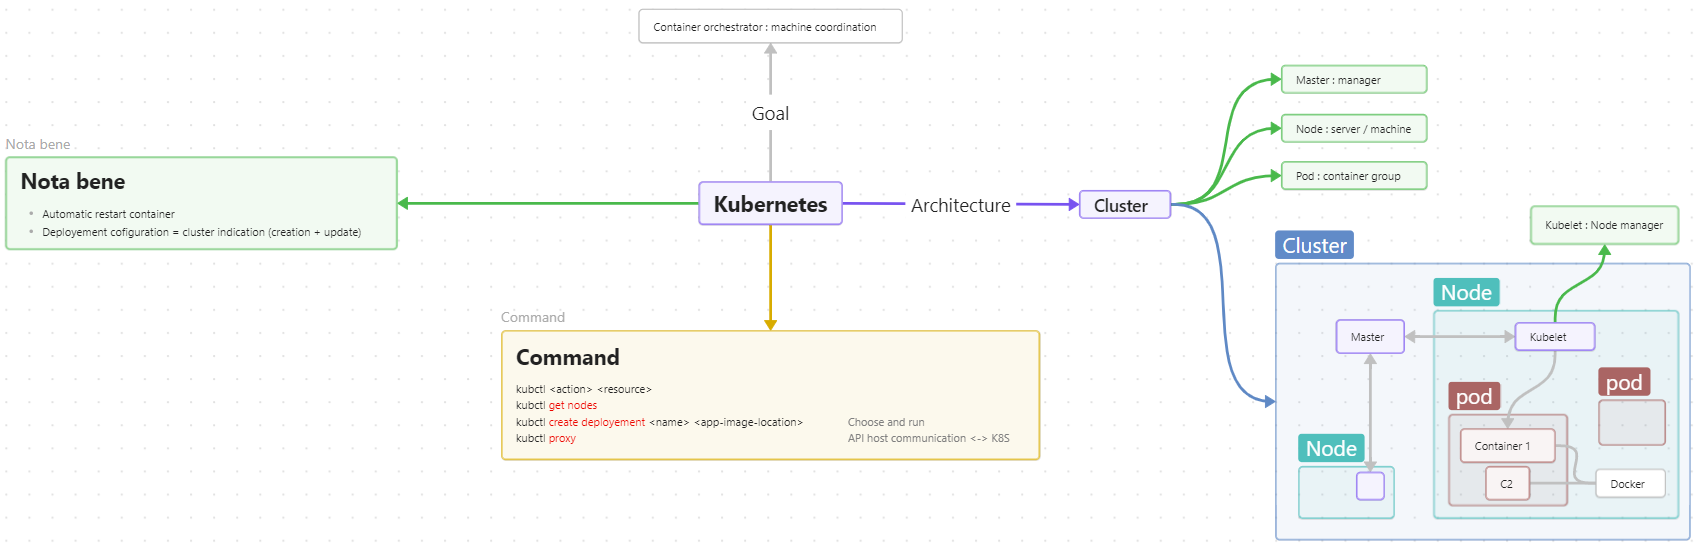 Container orchestrator : machine coordination
Goal
Nota bene
Nota bene
Automatic restart container
Deployement cofiguration = cluster indication (creation + update)
Kubernetes
Architecture
Cluster
Master : manager
Node : server / machine
Pod : container group
Kubelet : Node manager
Command
Command
kubctl <action> <resource>
kubctl get nodes
kubctl create deployement <name> <app-image-location> Choose and run
kubctl proxy API host communication <-> K8S
Cluster
Node
Master
Kubelet
pod
pod
Container 1
Node
C2
Docker